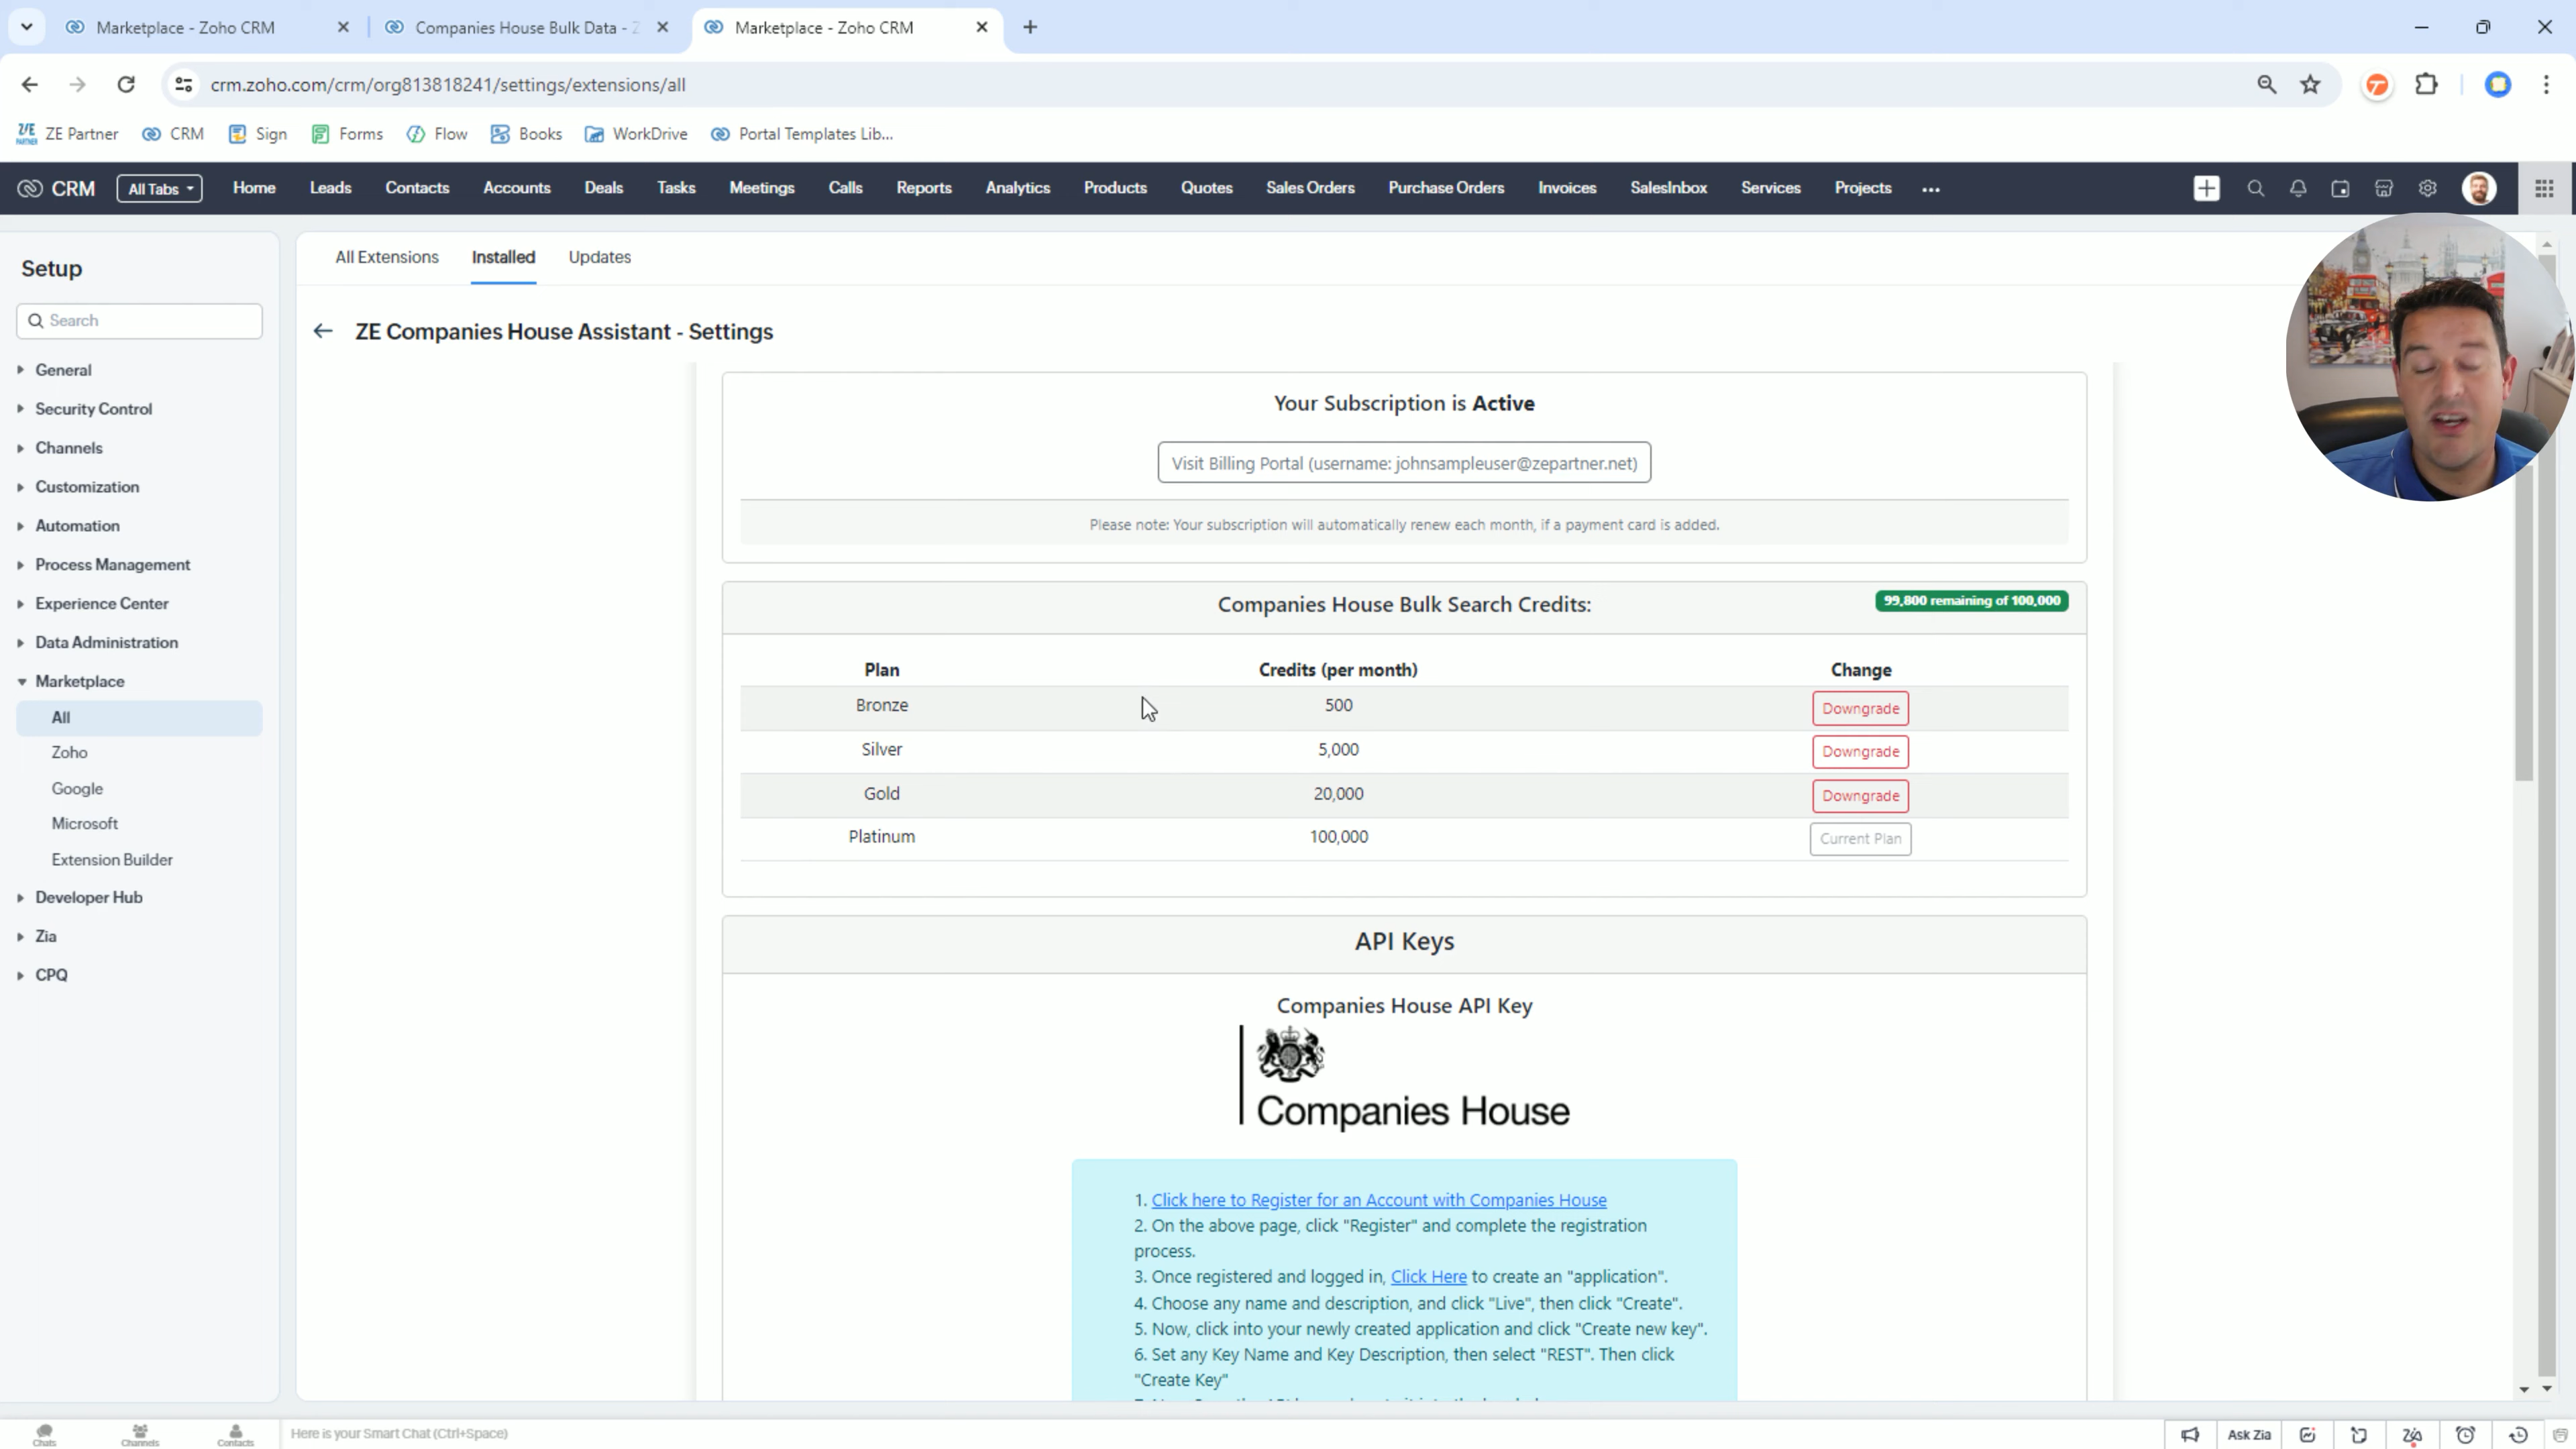 Marketplace - Zoho CRM
Companies House Bulk Data - Z
Marketplace - Zoho CRM
crm.zoho.com/crm/org813818241/settings/extensions/all
ZE Partner
CRM
Sign
Forms
Flow
Books
WorkDrive
Portal Templates Lib...
CRM
All Tabs
Home
Leads
Contacts
Accounts
Deals
Tasks
Meetings
Calls
Reports
Analytics
Products
Quotes
Sales Orders
Purchase Orders
Invoices
SalesInbox
Services
Projects
Setup
Search
General
Security Control
Channels
Customization
Automation
Process Management
Experience Center
Data Administration
Marketplace
All
Zoho
Google
Microsoft
Extension Builder
Developer Hub
Zia
CPQ
All Extensions
Installed
Updates
ZE Companies House Assistant - Settings
Your Subscription is Active
Visit Billing Portal (username: johnsampleuser@zepartner.net)
Please note: Your subscription will automatically renew each month, if a payment card is added.
Companies House Bulk Search Credits:
99,800 remaining of 100,000
Plan Credits (per month) Change
Bronze 500 Downgrade
Silver 5,000 Downgrade
Gold 20,000 Downgrade
Platinum 100,000 Current Plan
API Keys
Companies House API Key
Companies House
1. Click here to Register for an Account with Companies House
2. On the above page, click "Register" and complete the registration
process.
3. Once registered and logged in, Click Here to create an "application".
4. Choose any name and description, and click "Live", then click "Create".
5. Now, click into your newly created application and click "Create new key".
6. Set any Key Name and Key Description, then select "REST". Then click
"Create Key"
Chats
Channels
Contacts
Here is your Smart Chat (Ctrl+Space)
Ask Zia